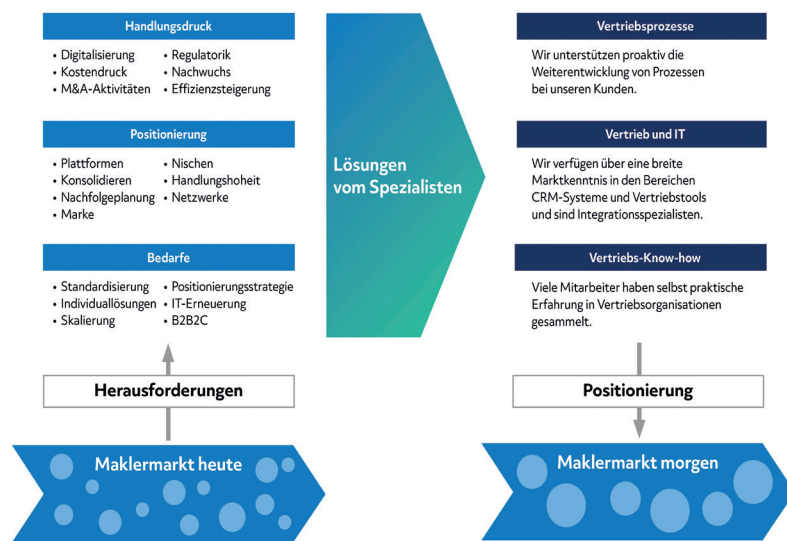 Handlungsdruck
• Digitalisierung
• Kostendruck
• M&A-Aktivitäten
• Regulatorik
• Nachwuchs
• Effizienzsteigerung
Positionierung
• Plattformen
• Konsolidieren
• Nachfolgeplanung
• Marke
• Nischen
• Handlungshoheit
• Netzwerke
Bedarfe
• Standardisierung
• Individuallösungen
• Skalierung
• Positionierungsstrategie
• IT-Erneuerung
• B2B2C
Herausforderungen
Maklermarkt heute
Lösungen
vom Spezialisten
Vertriebsprozesse
Wir unterstützen proaktiv die
Weiterentwicklung von Prozessen
bei unseren Kunden.
Vertrieb und IT
Wir verfügen über eine breite
Marktkenntnis in den Bereichen
CRM-Systeme und Vertriebstools
und sind Integrationsspezialisten.
Vertriebs-Know-how
Viele Mitarbeiter haben selbst praktische
Erfahrung in Vertriebsorganisationen
gesammelt.
Positionierung
Maklermarkt morgen